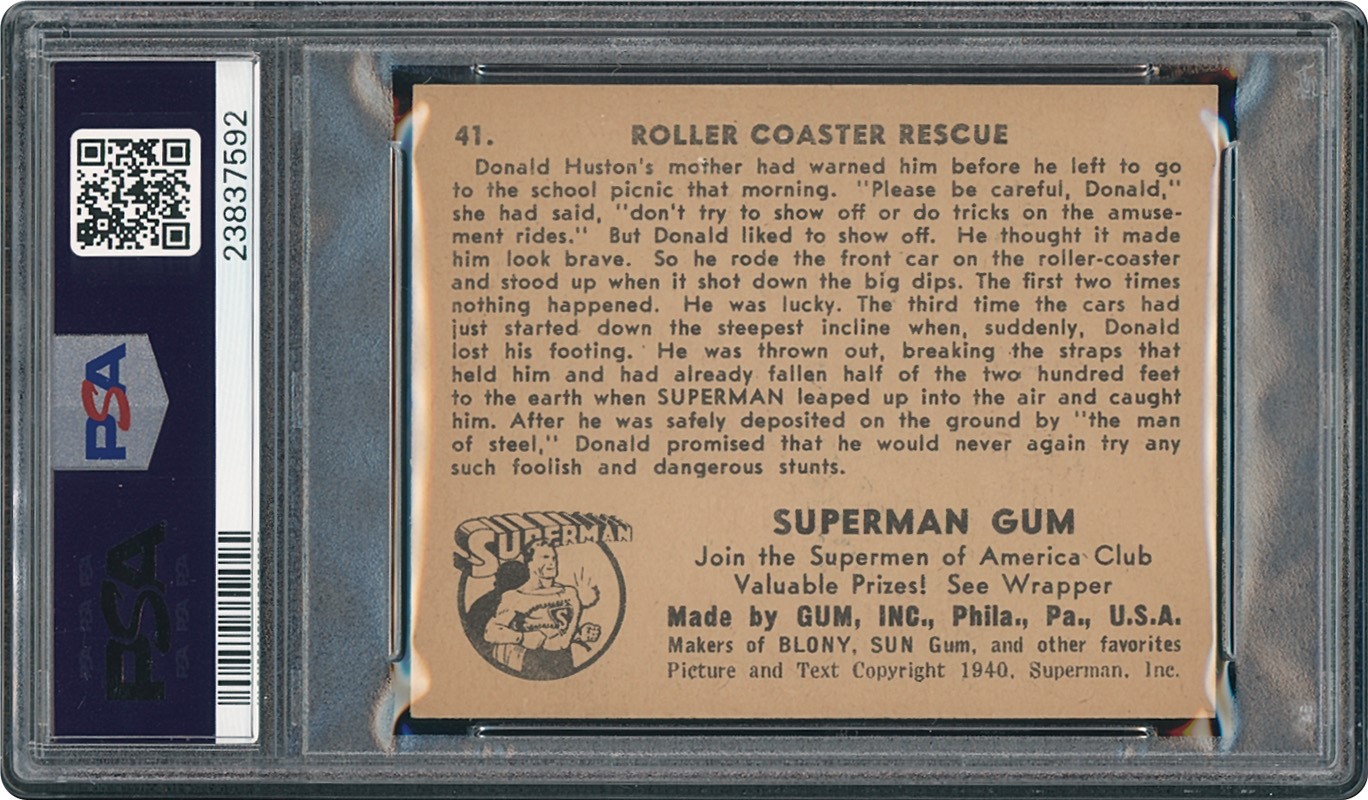 23837592
PSA
PSA
41. ROLLER COASTER RESCUE
Donald Huston's mother had warned him before he left to go
to the school picnic that morning. "Please be careful, Donald,"
she had said, "don't try to show off or do tricks on the amuse-
ment rides." But Donald liked to show off. He thought it made
him look brave. So he rode the front car on the roller-coaster
and stood up when it shot down the big dips. The first two times
nothing happened. He was lucky. The third time the cars had
just started down the steepest incline when, suddenly, Donald
lost his footing. He was thrown out, breaking the straps that
held him and had already fallen half of the two hundred feet
to the earth when SUPERMAN leaped up into the air and caught
him. After he was safely deposited on the ground by "the man
of steel," Donald promised that he would never again try any
such foolish and dangerous stunts.
SUPERMAN
S
SUPERMAN GUM
Join the Supermen of America Club
Valuable Prizes! See Wrapper
Made by GUM, INC., Phila., Pa., U.S.A.
Makers of BLONY, SUN Gum, and other favorites
Picture and Text Copyright 1940, Superman, Inc.